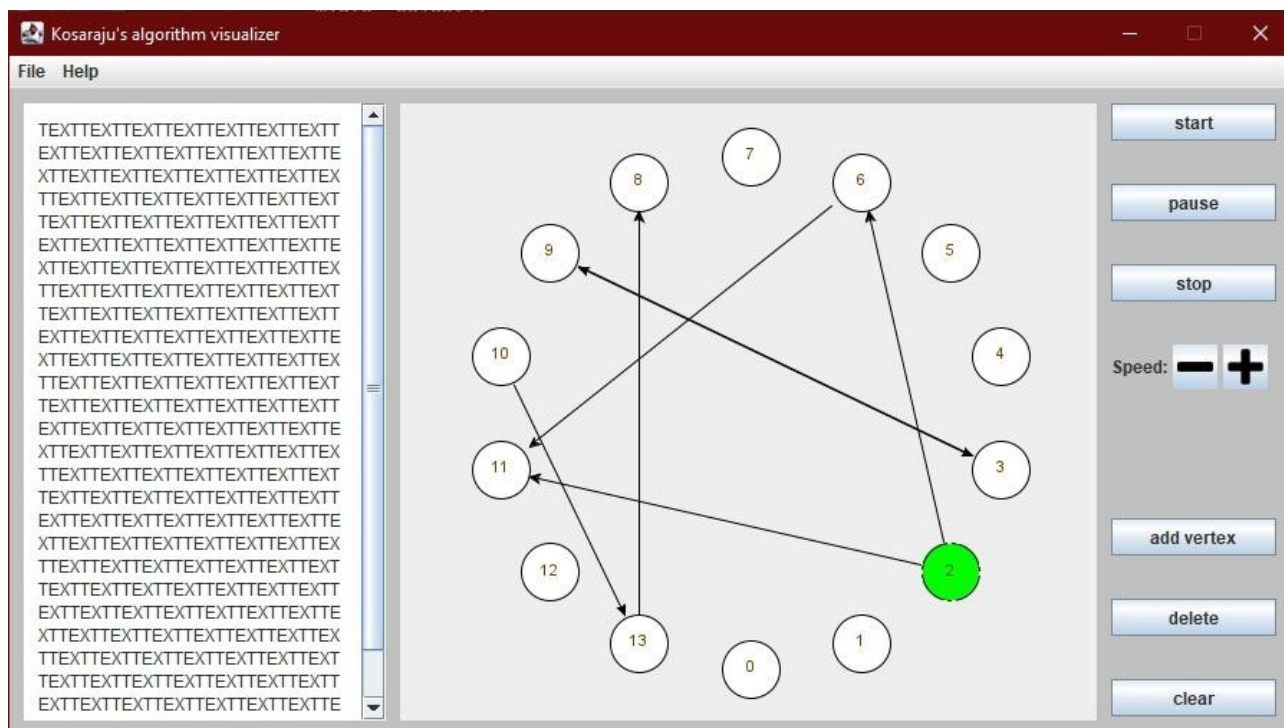 Kosaraju's algorithm visualizer
File Help
TEXTTEXTTEXTTEXTTEXTTEXTTEXTT
EXTTEXTTEXTTEXTTEXTTEXTTEXTTE
XTTEXTTEXTTEXTTEXTTEXTTEXTTEX
TTEXTTEXTTEXTTEXTTEXTTEXTTEXT
TEXTTEXTTEXTTEXTTEXTTEXTTEXTT
EXTTEXTTEXTTEXTTEXTTEXTTEXTTE
XTTEXTTEXTTEXTTEXTTEXTTEXTTEX
TTEXTTEXTTEXTTEXTTEXTTEXTTEXT
TEXTTEXTTEXTTEXTTEXTTEXTTEXTT
EXTTEXTTEXTTEXTTEXTTEXTTEXTTE
XTTEXTTEXTTEXTTEXTTEXTTEXTTEX
TTEXTTEXTTEXTTEXTTEXTTEXTTEXT
TEXTTEXTTEXTTEXTTEXTTEXTTEXTT
EXTTEXTTEXTTEXTTEXTTEXTTEXTTE
XTTEXTTEXTTEXTTEXTTEXTTEXTTEX
TTEXTTEXTTEXTTEXTTEXTTEXTTEXT
TEXTTEXTTEXTTEXTTEXTTEXTTEXTT
EXTTEXTTEXTTEXTTEXTTEXTTEXTTE
XTTEXTTEXTTEXTTEXTTEXTTEXTTEX
TTEXTTEXTTEXTTEXTTEXTTEXTTEXT
TEXTTEXTTEXTTEXTTEXTTEXTTEXTT
EXTTEXTTEXTTEXTTEXTTEXTTEXTTE
XTTEXTTEXTTEXTTEXTTEXTTEXTTEX
TTEXTTEXTTEXTTEXTTEXTTEXTTEXT
TEXTTEXTTEXTTEXTTEXTTEXTTEXTT
EXTTEXTTEXTTEXTTEXTTEXTTEXTTE
7
8
6
9
5
10
4
11
3
12
2
13
1
0
start
pause
stop
Speed:
add vertex
delete
clear